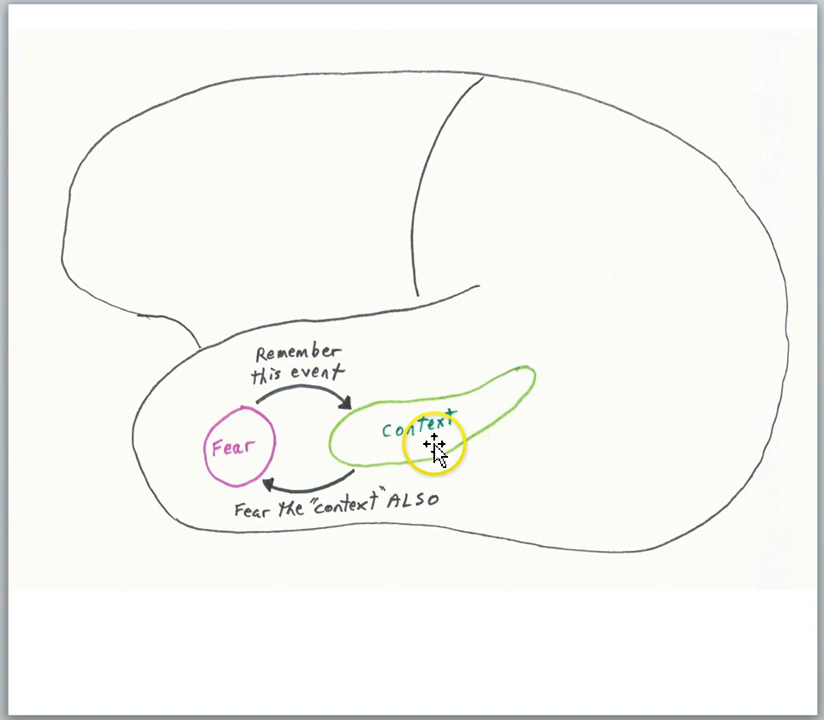 Remember
this event
Fear
Context
Fear the "context" ALSO